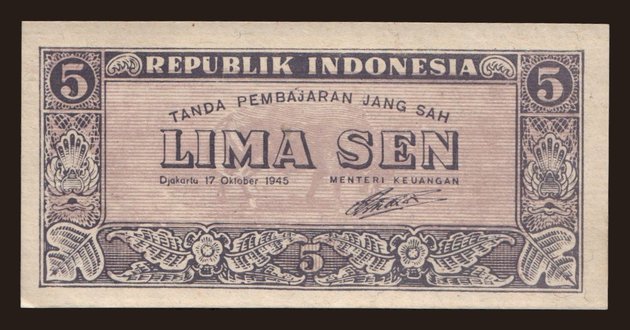 5 REPUBLIK INDONESIA 5
TANDA PEMBAJARAN JANG SAH
LIMA SEN
Djakarta 17 Oktober 1945 MENTERI KEUANGAN
5